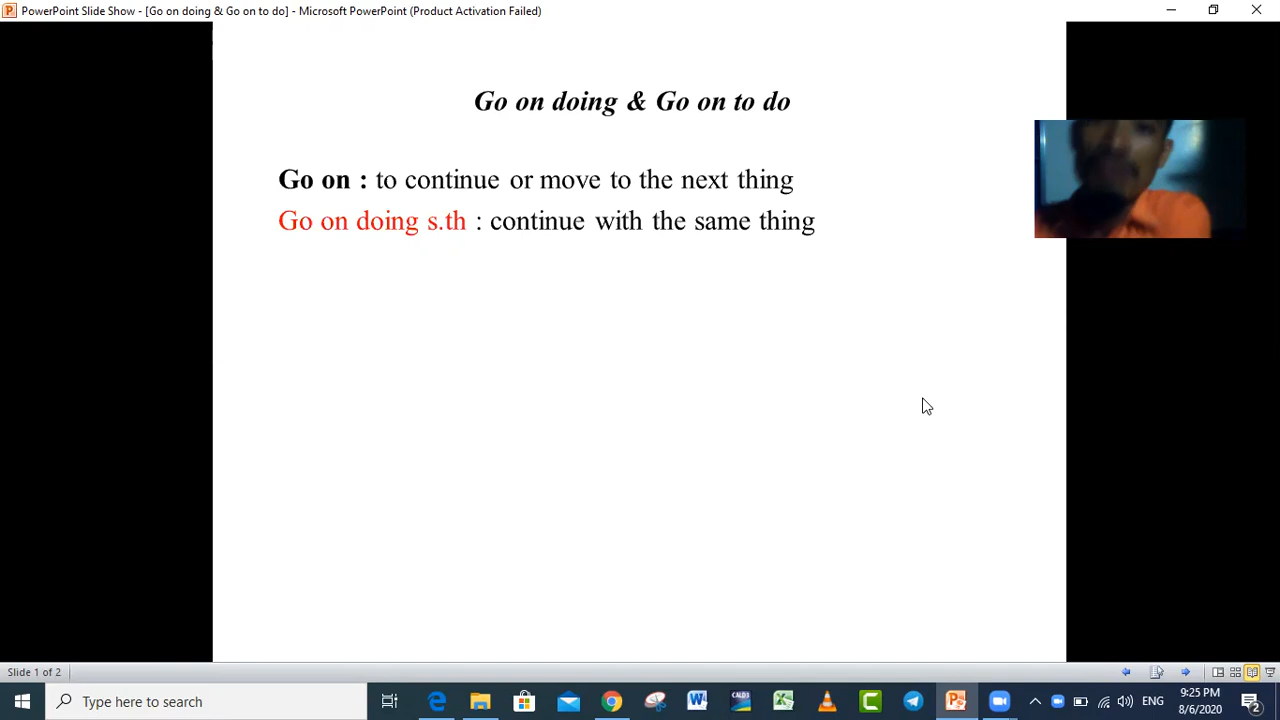 PowerPoint Slide Show - [Go on doing & Go on to do] - Microsoft PowerPoint (Product Activation Failed)
Go on doing & Go on to do
Go on : to continue or move to the next thing
Go on doing s.th : continue with the same thing
Slide 1 of 2
Type here to search
ENG
9:25 PM
8/6/2020
2